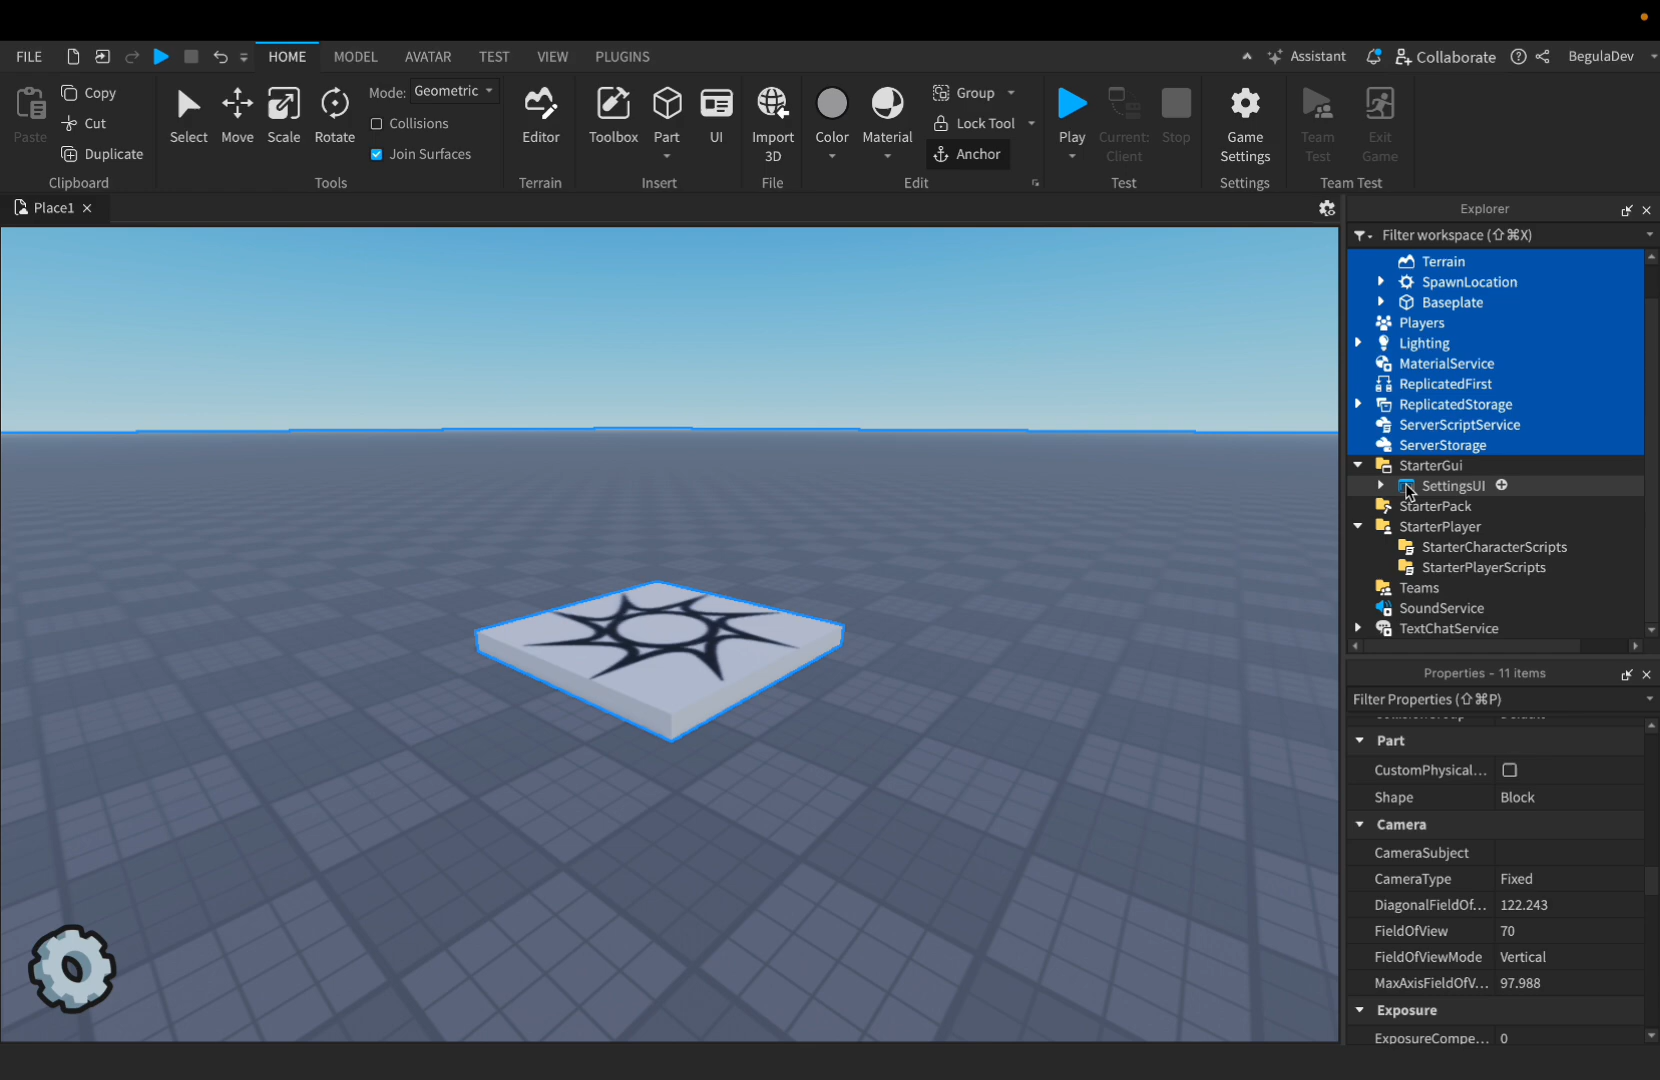 FILE HOME MODEL AVATAR TEST VIEW PLUGINS Assistant Collaborate BegulaDev
Paste Copy Cut Duplicate
Clipboard
Select Move Scale Rotate
Mode: Geometric
Collisions
Join Surfaces
Tools
Editor
Terrain
Toolbox Part UI
Insert
Import
3D
File
Color Material
Group
Lock Tool
Anchor
Edit
Play Current:
Client
Stop
Test
Game
Settings
Settings
Team
Test
Exit
Game
Team Test
Place1
Explorer
Filter workspace (⇧⌘X)
Terrain
SpawnLocation
Baseplate
Players
Lighting
MaterialService
ReplicatedFirst
ReplicatedStorage
ServerScriptService
ServerStorage
StarterGui
SettingsUI
StarterPack
StarterPlayer
StarterCharacterScripts
StarterPlayerScripts
Teams
SoundService
TextChatService
Properties - 11 items
Filter Properties (⇧⌘P)
Part
CustomPhysical...
Shape Block
Camera
CameraSubject
CameraType Fixed
DiagonalFieldOf... 122.243
FieldOfView 70
FieldOfViewMode Vertical
MaxAxisFieldOfV... 97.988
Exposure
ExposureCompe... 0